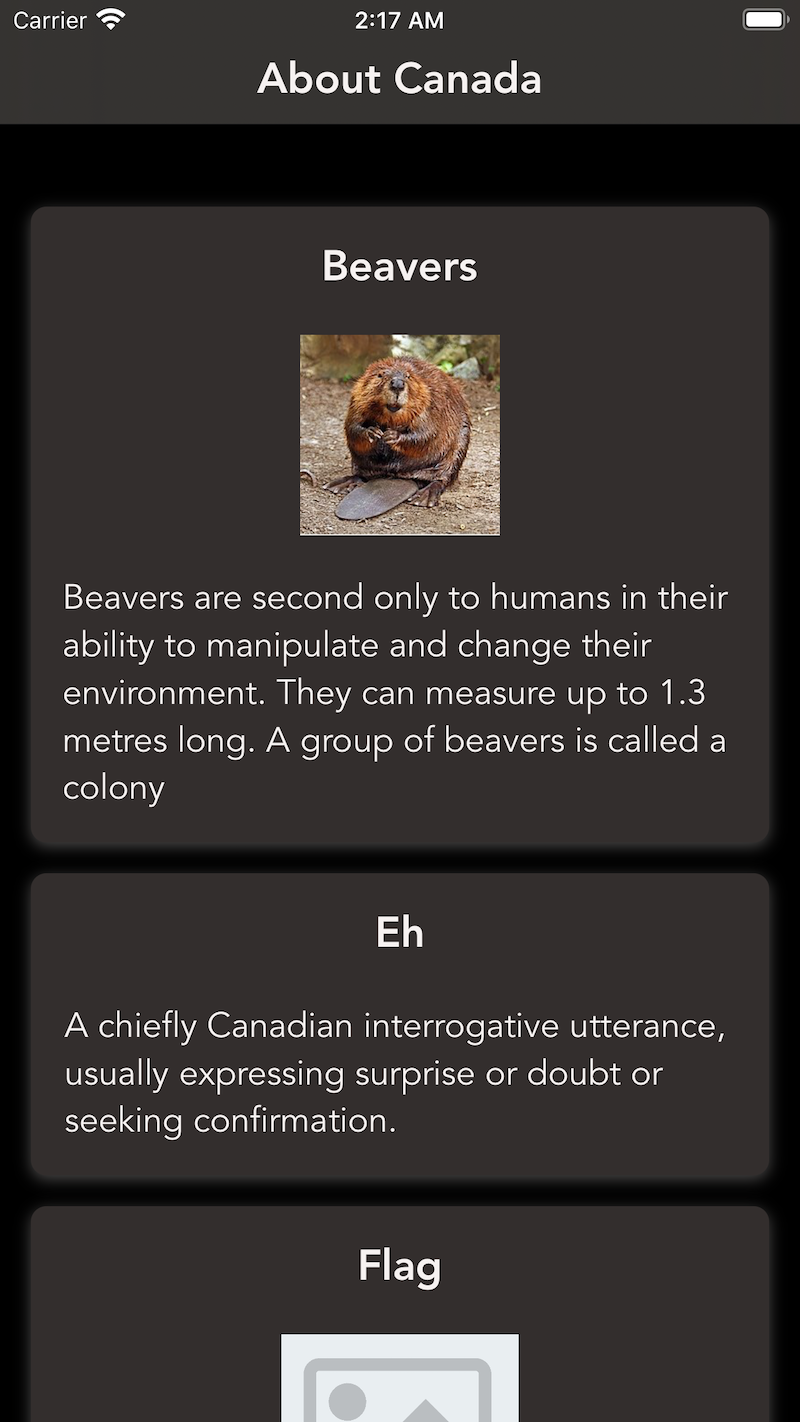 Carrier 2:17 AM
About Canada
Beavers
Beavers are second only to humans in their
ability to manipulate and change their
environment. They can measure up to 1.3
metres long. A group of beavers is called a
colony
Eh
A chiefly Canadian interrogative utterance,
usually expressing surprise or doubt or
seeking confirmation.
Flag